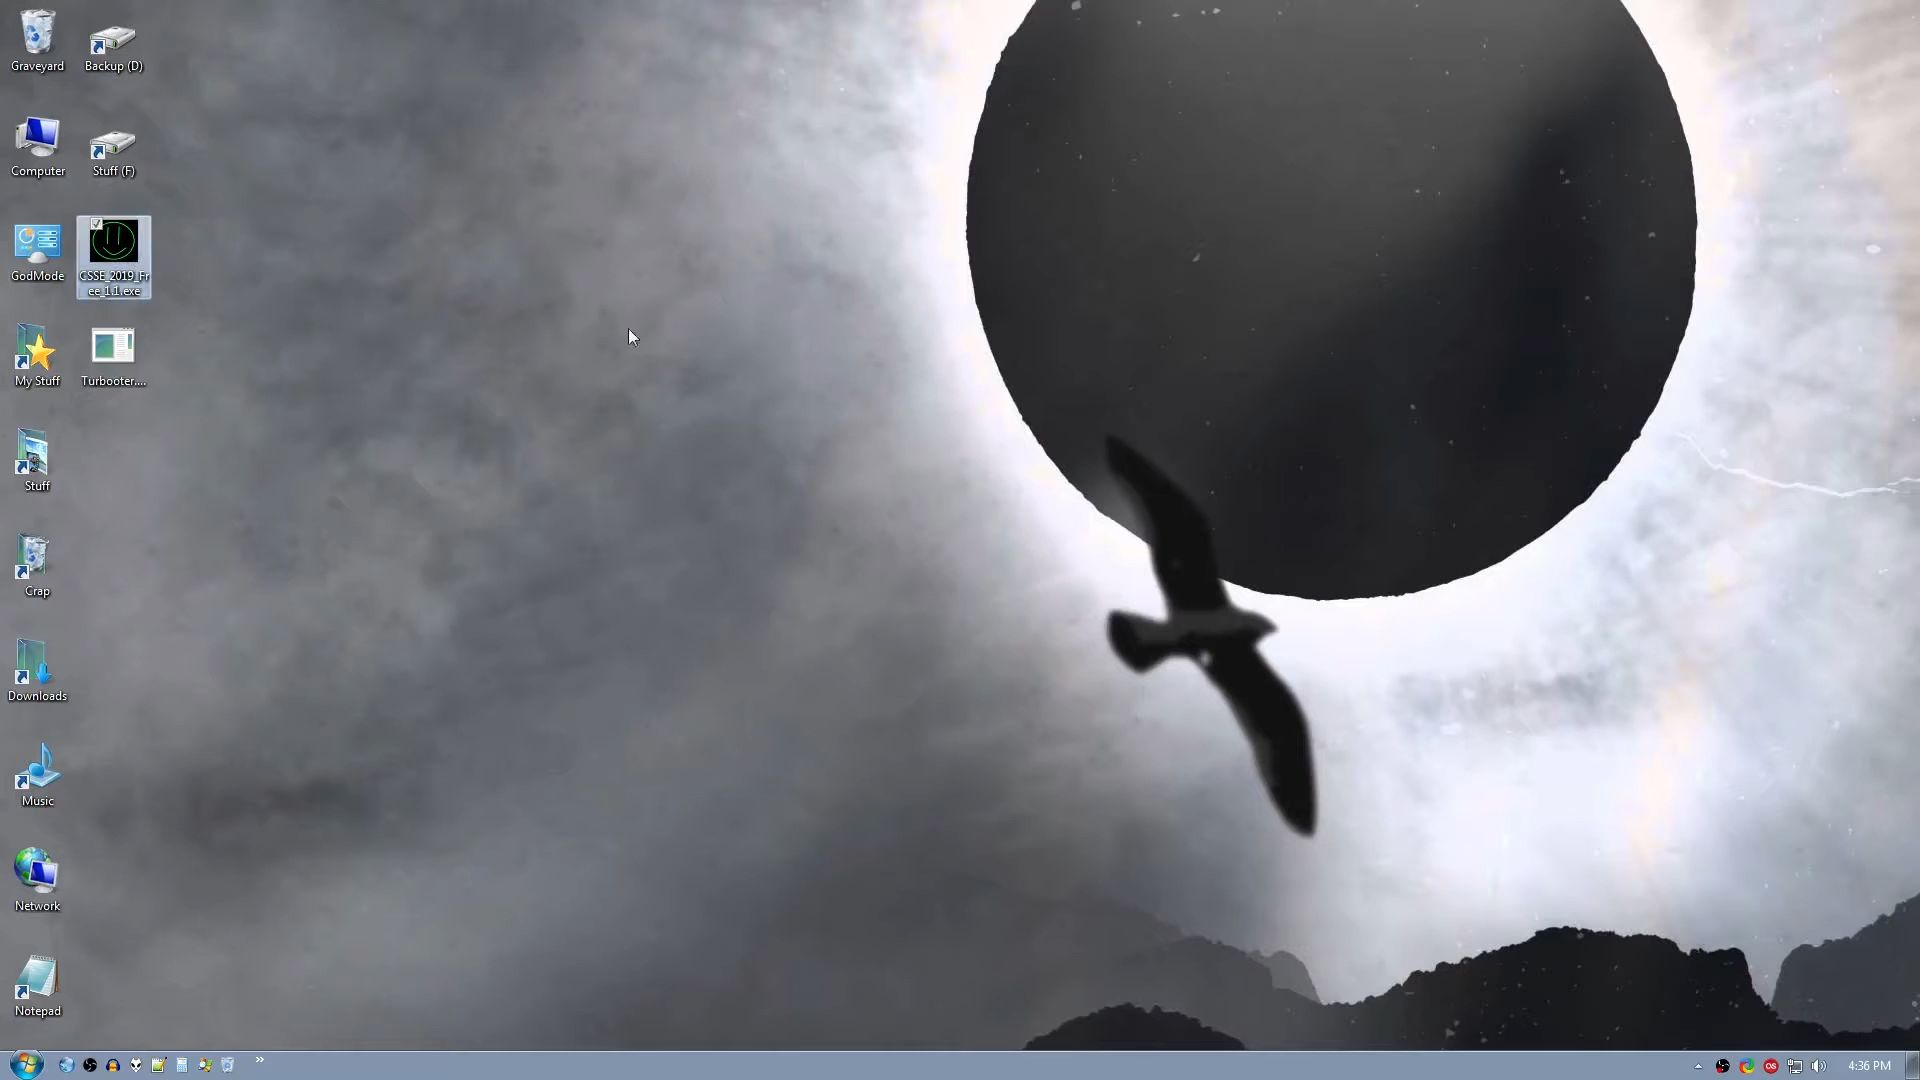 Graveyard
Backup (D)
Computer
Stuff (F)
GodMode
CSSE_2019_Fr
ee_1.1.exe
My Stuff
Turbooter....
Stuff
Crap
Downloads
Music
Network
Notepad
»
4:36 PM